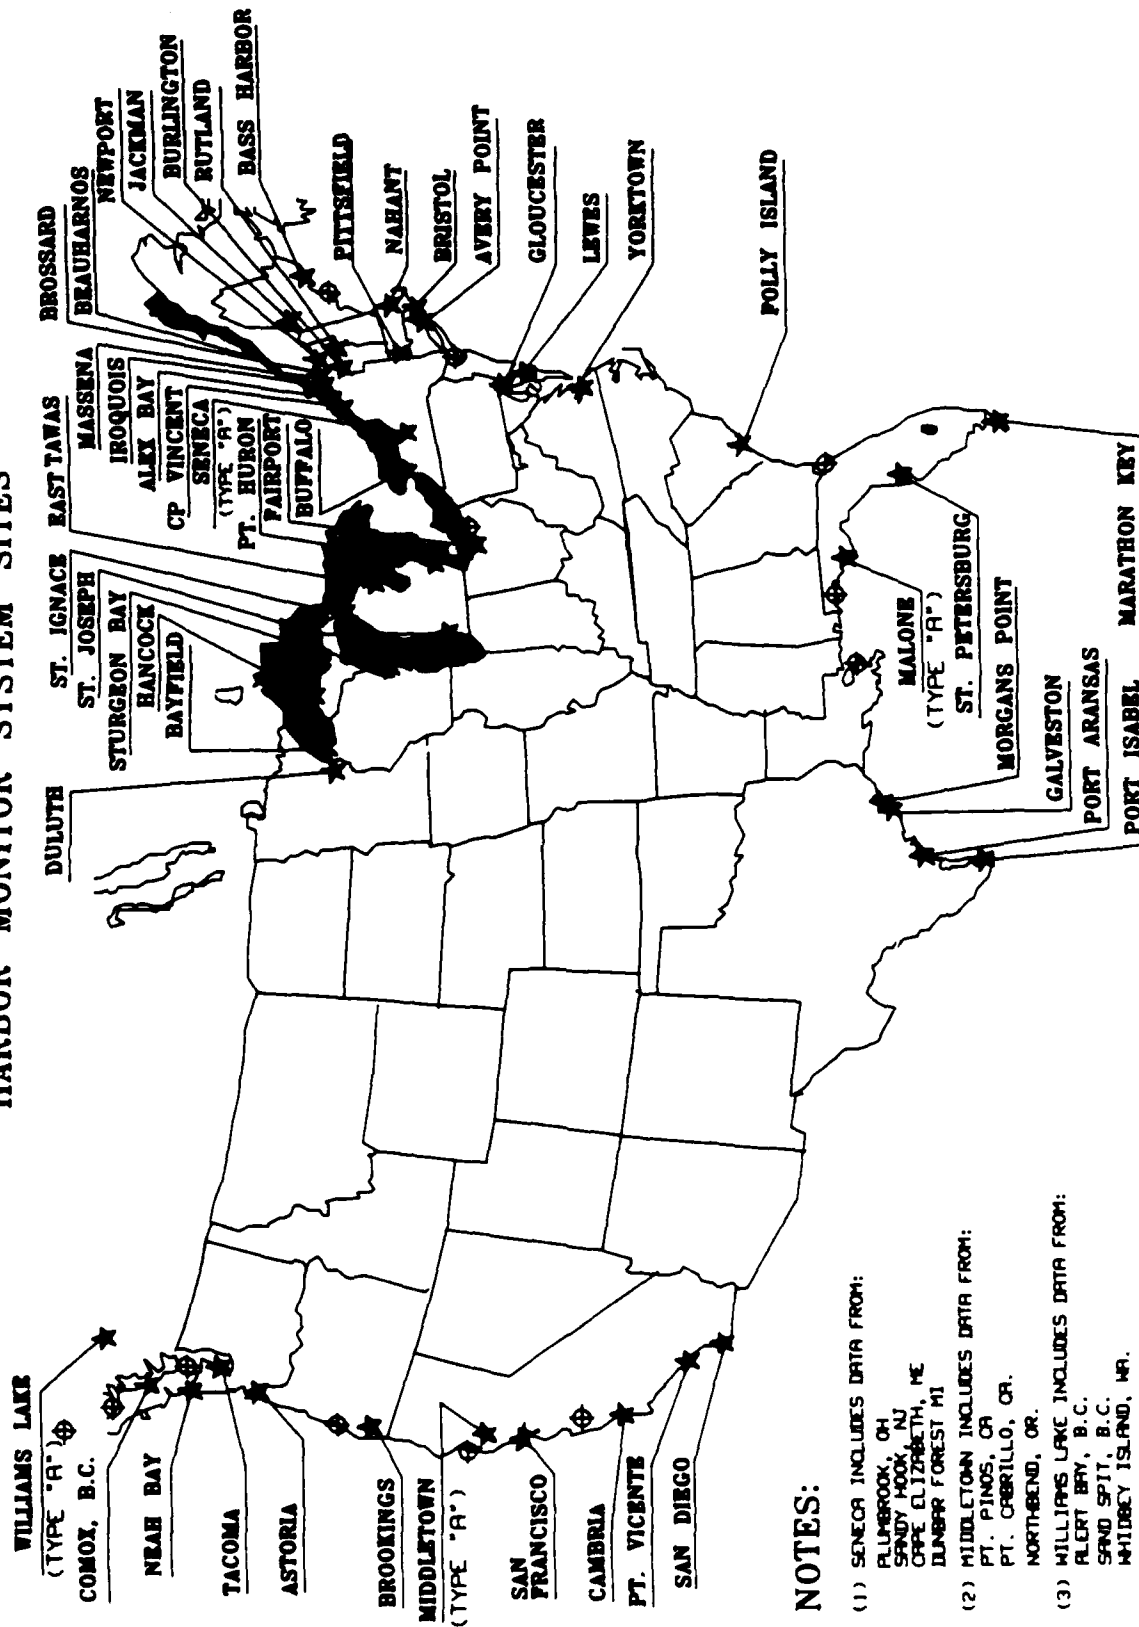 HARBOR MONITOR SYSTEM SITES
WILLIAMS LAKE
(TYPE "A")
COMOX, B.C.
NEAH BAY
TACOMA
ASTORIA
BROOKINGS
MIDDLETOWN
(TYPE "A")
SAN
FRANCISCO
CAMBRIA
PT. VICENTE
SAN DIEGO
DULUTH
ST. IGNACE
ST. JOSEPH
STURGEON BAY
HANCOCK
BAYFIELD
EAST TAWAS
MASSENA
IROQUOIS
ALEX BAY
CP VINCENT
SENECA
(TYPE "A")
PT. HURON
FAIRPORT
BUFFALO
BROSSARD
BEAUHARNOS
NEWPORT
JACKMAN
BURLINGTON
RUTLAND
BASS HARBOR
PITTSFIELD
NAHANT
BRISTOL
AVERY POINT
GLOUCESTER
LEWES
YORKTOWN
POLLY ISLAND
MALONE
(TYPE "A")
ST. PETERSBURG
MORGANS POINT
GALVESTON
PORT ARANSAS
PORT ISABEL
MARATHON KEY
NOTES:
(1) SENECA INCLUDES DATA FROM:
PLUMBROOK, OH
SANDY HOOK, NJ
CAPE ELIZABETH, ME
DUNBAR FOREST MI
(2) MIDDLETOWN INCLUDES DATA FROM:
PT. PINOS, CA
PT. CABRILLO, CA.
NORTHBEND, OR.
(3) WILLIAMS LAKE INCLUDES DATA FROM:
ALERT BAY, B.C.
SAND SPIT, B.C.
WHIDBEY ISLAND, WA.